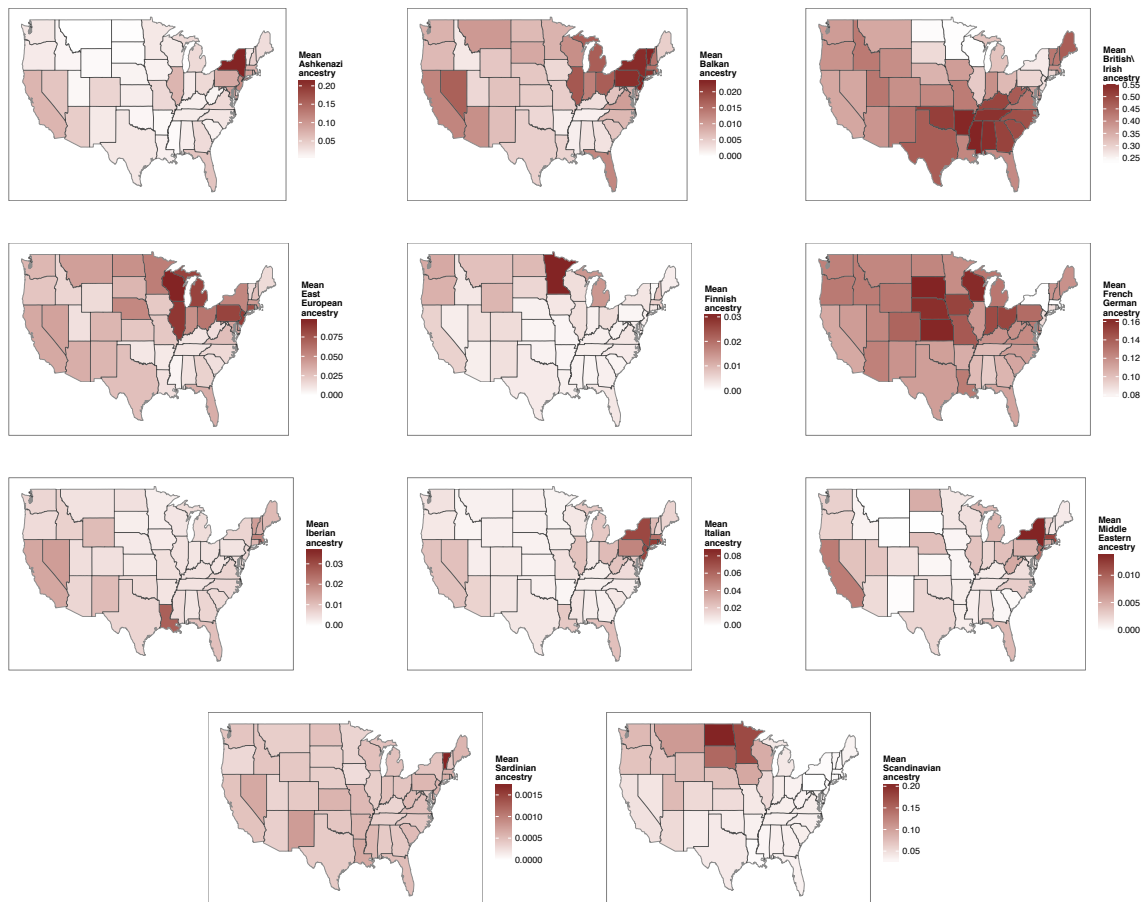 Mean
Ashkenazi
ancestry
0.20
0.15
0.10
0.05
Mean
Balkan
ancestry
0.020
0.015
0.010
0.005
0.000
Mean
British\
Irish
ancestry
0.55
0.50
0.45
0.40
0.35
0.30
0.25
Mean
East
European
ancestry
0.075
0.050
0.025
0.000
Mean
Finnish
ancestry
0.03
0.02
0.01
0.00
Mean
French
German
ancestry
0.16
0.14
0.12
0.10
0.08
Mean
Iberian
ancestry
0.03
0.02
0.01
0.00
Mean
Italian
ancestry
0.08
0.06
0.04
0.02
0.00
Mean
Middle
Eastern
ancestry
0.010
0.005
0.000
Mean
Sardinian
ancestry
0.0015
0.0010
0.0005
0.0000
Mean
Scandinavian
ancestry
0.20
0.15
0.10
0.05